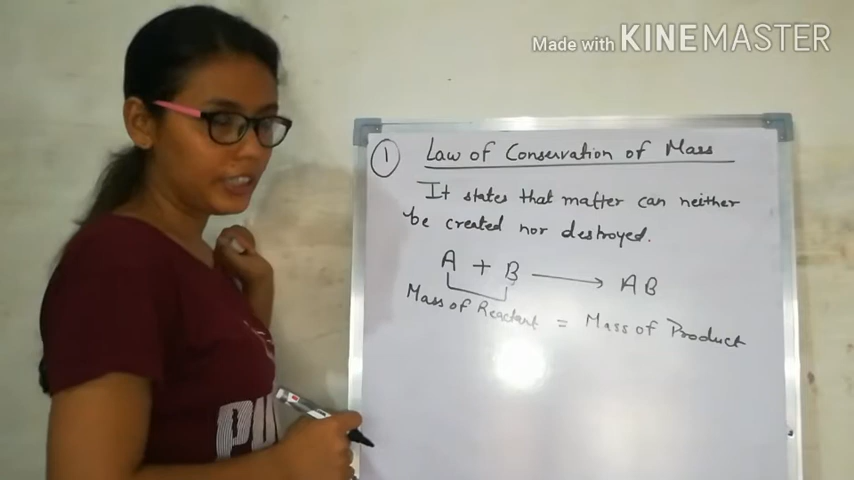 Made with KINEMASTER
1 Law of Conservation of Mass
It states that matter can neither
be created nor destroyed.
A + B → AB
Mass of Reactant = Mass of Product
PU